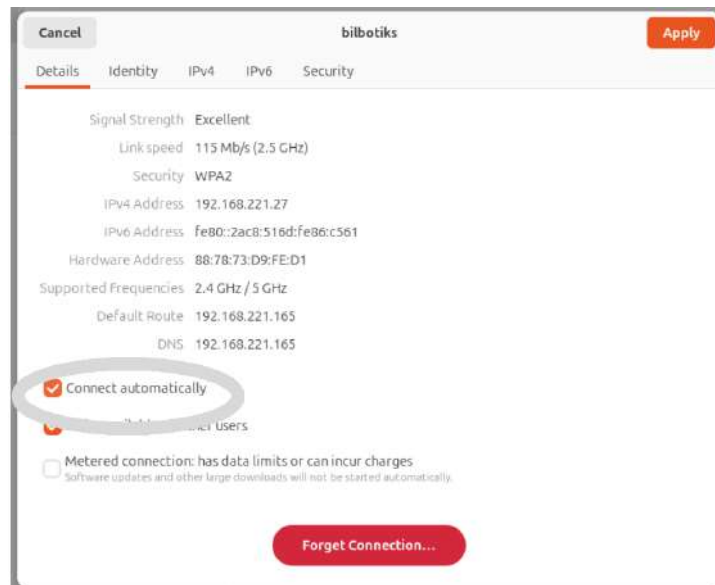 Cancel bilbotiks Apply
Details Identity IPv4 IPv6 Security
Signal Strength Excellent
Link speed 115 Mb/s (2.5 GHz)
Security WPA2
IPv4 Address 192.168.221.27
IPv6 Address fe80::2ac8:516d:fe86:c561
Hardware Address 88:78:73:D9:FE:D1
Supported Frequencies 2.4 GHz / 5 GHz
Default Route 192.168.221.165
DNS 192.168.221.165
Connect automatically
users
Metered connection: has data limits or can incur charges
Software updates and other large downloads will not be started automatically.
Forget Connection...